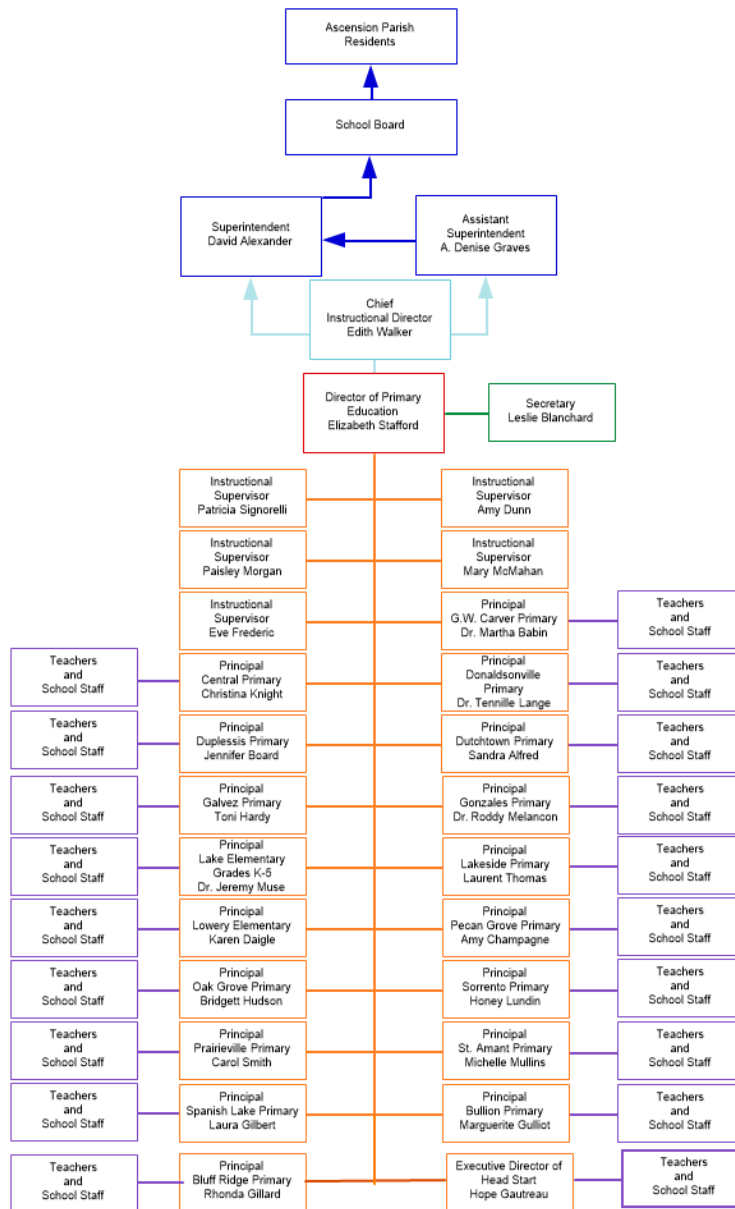 Ascension Parish
Residents
School Board
Superintendent
David Alexander
Assistant
Superintendent
A. Denise Graves
Chief
Instructional Director
Edith Walker
Director of Primary
Education
Elizabeth Stafford
Secretary
Leslie Blanchard
Instructional
Supervisor
Patricia Signorelli
Instructional
Supervisor
Amy Dunn
Instructional
Supervisor
Paisley Morgan
Instructional
Supervisor
Mary McMahan
Instructional
Supervisor
Eve Frederic
Principal
G.W. Carver Primary
Dr. Martha Babin
Teachers
and
School Staff
Teachers
and
School Staff
Principal
Central Primary
Christina Knight
Principal
Donaldsonville
Primary
Dr. Tennille Lange
Teachers
and
School Staff
Teachers
and
School Staff
Principal
Duplessis Primary
Jennifer Board
Principal
Dutchtown Primary
Sandra Alfred
Teachers
and
School Staff
Teachers
and
School Staff
Principal
Galvez Primary
Toni Hardy
Principal
Gonzales Primary
Dr. Roddy Melancon
Teachers
and
School Staff
Teachers
and
School Staff
Principal
Lake Elementary
Grades K-5
Dr. Jeremy Muse
Principal
Lakeside Primary
Laurent Thomas
Teachers
and
School Staff
Teachers
and
School Staff
Principal
Lowery Elementary
Karen Daigle
Principal
Pecan Grove Primary
Amy Champagne
Teachers
and
School Staff
Teachers
and
School Staff
Principal
Oak Grove Primary
Bridgett Hudson
Principal
Sorrento Primary
Honey Lundin
Teachers
and
School Staff
Teachers
and
School Staff
Principal
Prairieville Primary
Carol Smith
Principal
St. Amant Primary
Michelle Mullins
Teachers
and
School Staff
Teachers
and
School Staff
Principal
Spanish Lake Primary
Laura Gilbert
Principal
Bullion Primary
Marguerite Gulliot
Teachers
and
School Staff
Teachers
and
School Staff
Principal
Bluff Ridge Primary
Rhonda Gillard
Executive Director of
Head Start
Hope Gautreau
Teachers
and
School Staff